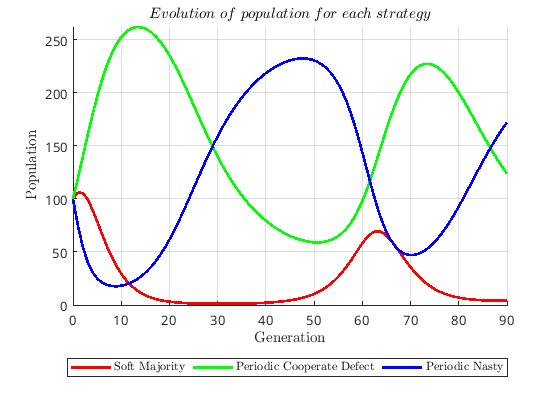 Evolution of population for each strategy
250
200
150
100
50
0
Population
0 10 20 30 40 50 60 70 80 90
Generation
Soft Majority Periodic Cooperate Defect Periodic Nasty